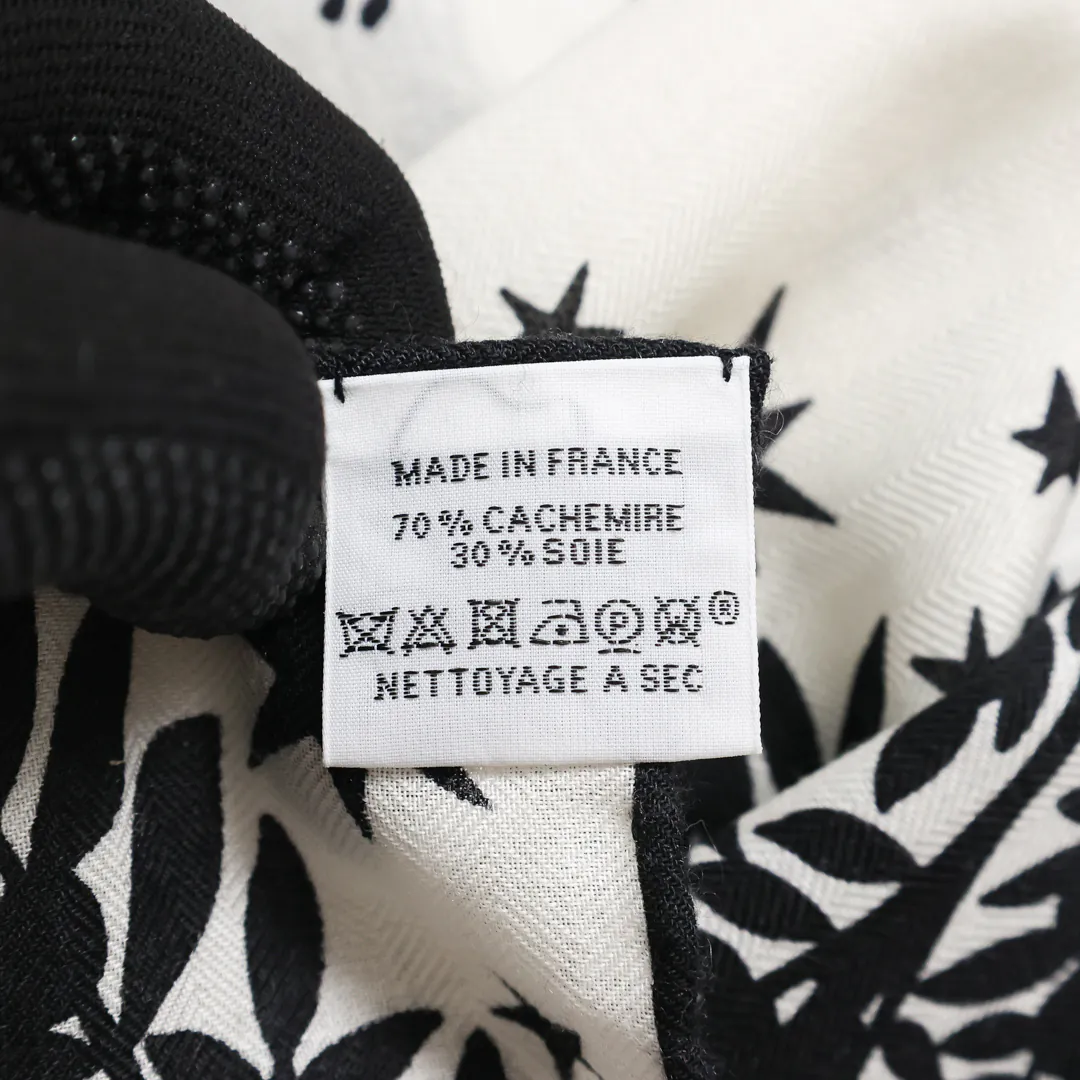 MADE IN FRANCE
70 % CACHEMIRE
30 % SOIE
P ®
NETTOYAGE A SEC